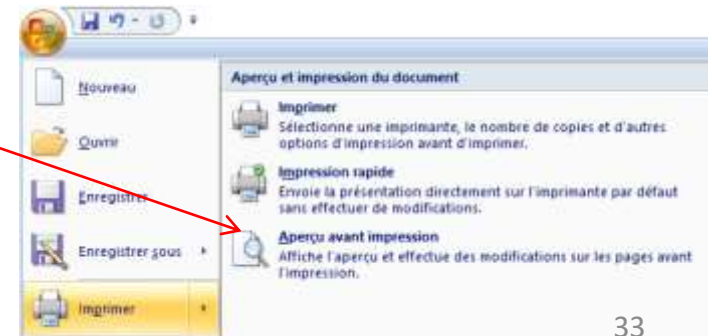 Nouveau
Ouvrir
Enregistrer
Enregistrer sous
Imprimer
Aperçu et impression du document
Imprimer
Sélectionne une imprimante, le nombre de copies et d'autres
options d'impression avant d'imprimer.
Impression rapide
Envoie la présentation directement sur l'imprimante par défaut
sans effectuer de modifications.
Aperçu avant impression
Affiche l'aperçu et effectue des modifications sur les pages avant
l'impression.
33